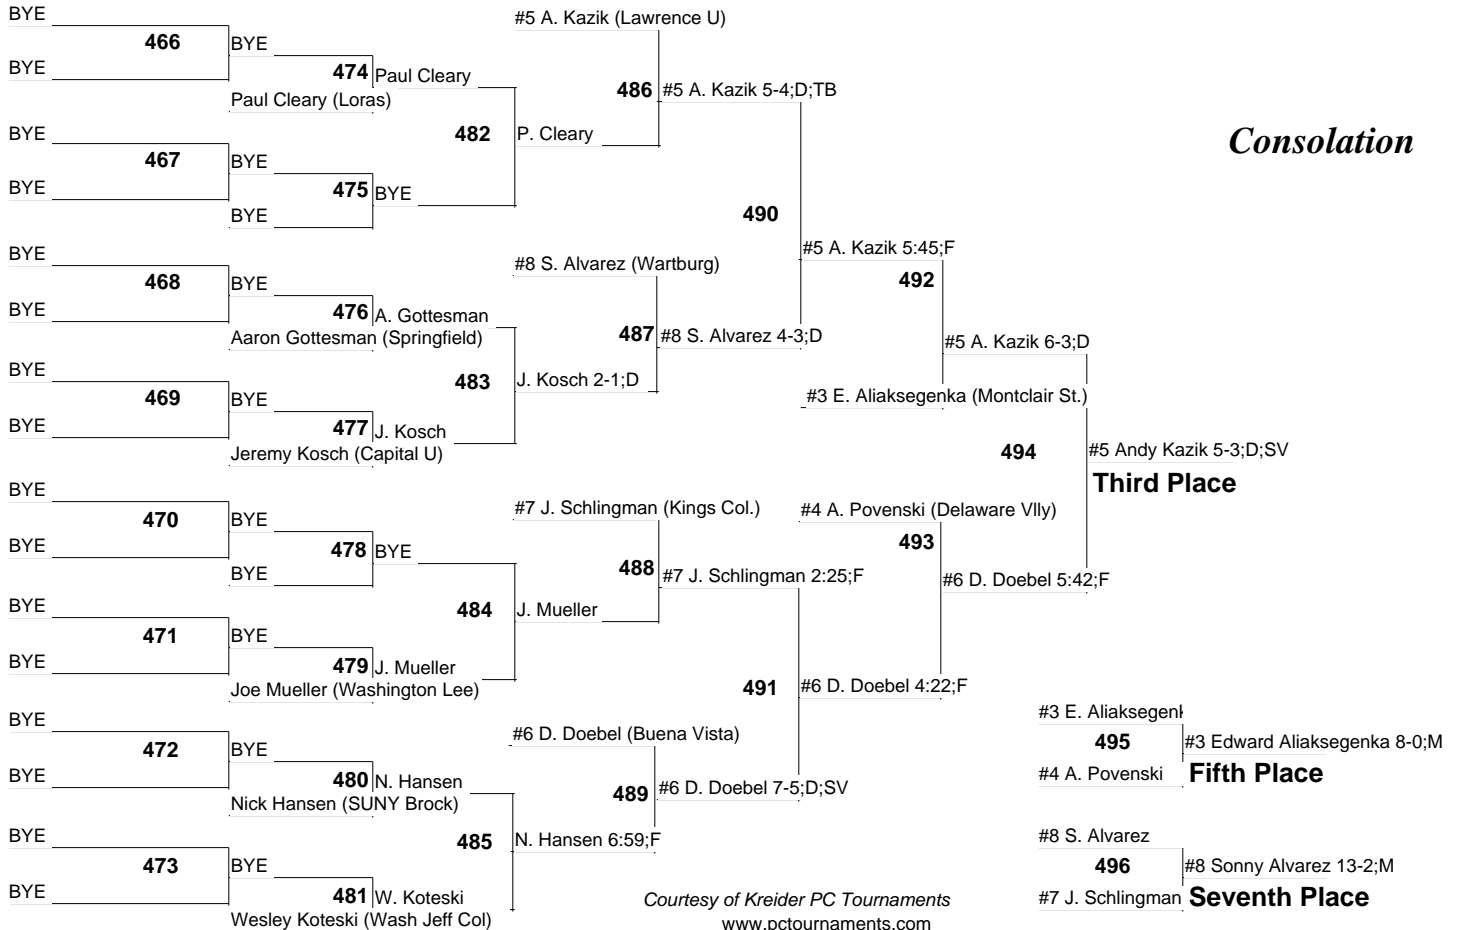 BYE
#5 A. Kazik (Lawrence U)
466
BYE
BYE
474 Paul Cleary
486 #5 A. Kazik 5-4;D;TB
Paul Cleary (Loras)
BYE
482 P. Cleary
Consolation
467
BYE
BYE
475 BYE
BYE
490
BYE
#5 A. Kazik 5:45;F
#8 S. Alvarez (Wartburg)
468
BYE
492
BYE
476 A. Gottesman
Aaron Gottesman (Springfield)
487 #8 S. Alvarez 4-3;D
#5 A. Kazik 6-3;D
BYE
483 J. Kosch 2-1;D
469
BYE
#3 E. Aliaksegenka (Montclair St.)
BYE
477 J. Kosch
Jeremy Kosch (Capital U)
494 #5 Andy Kazik 5-3;D;SV
Third Place
BYE
#7 J. Schlingman (Kings Col.)
#4 A. Povenski (Delaware Vlly)
470
BYE
493
BYE
478 BYE
488 #7 J. Schlingman 2:25;F
#6 D. Doebel 5:42;F
BYE
BYE
484 J. Mueller
471
BYE
BYE
479 J. Mueller
Joe Mueller (Washington Lee)
491 #6 D. Doebel 4:22;F
BYE
#6 D. Doebel (Buena Vista)
#3 E. Aliaksegenk
472
BYE
495 #3 Edward Aliaksegenka 8-0;M
BYE
480 N. Hansen
#4 A. Povenski Fifth Place
Nick Hansen (SUNY Brock)
489 #6 D. Doebel 7-5;D;SV
BYE
485 N. Hansen 6:59;F
#8 S. Alvarez
473
BYE
496 #8 Sonny Alvarez 13-2;M
BYE
481 W. Koteski
Courtesy of Kreider PC Tournaments
#7 J. Schlingman Seventh Place
Wesley Koteski (Wash Jeff Col)
www.pctournaments.com